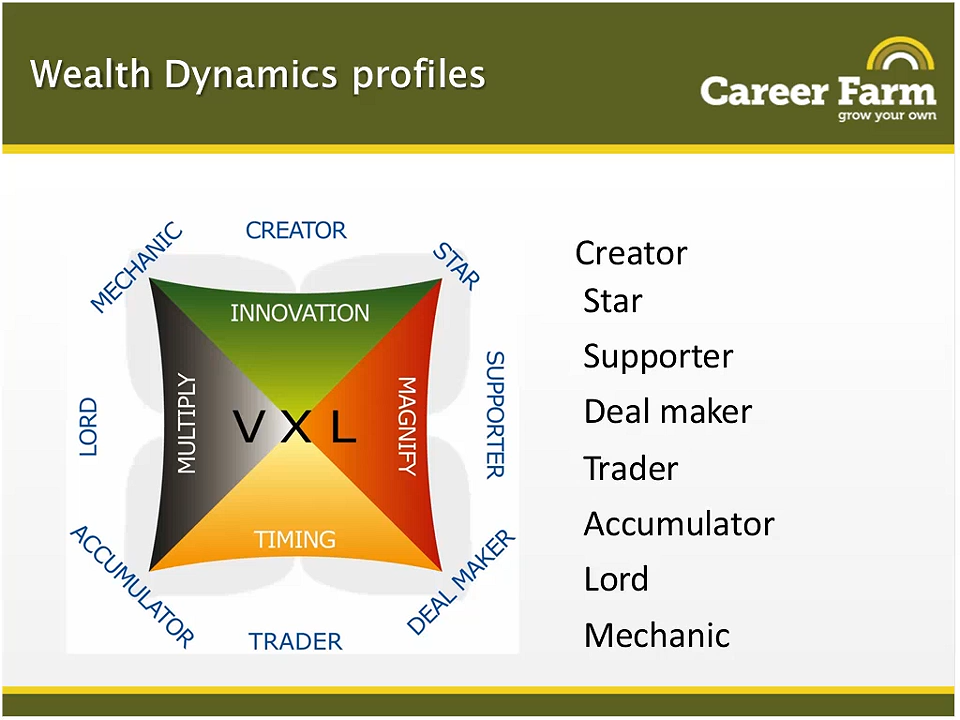 Wealth Dynamics profiles
Career Farm
grow your own
CREATOR
MECHANIC
STAR
INNOVATION
LORD
MULTIPLY
V X L
MAGNIFY
SUPPORTER
TIMING
ACCUMULATOR
TRADER
DEAL MAKER
Creator
Star
Supporter
Deal maker
Trader
Accumulator
Lord
Mechanic